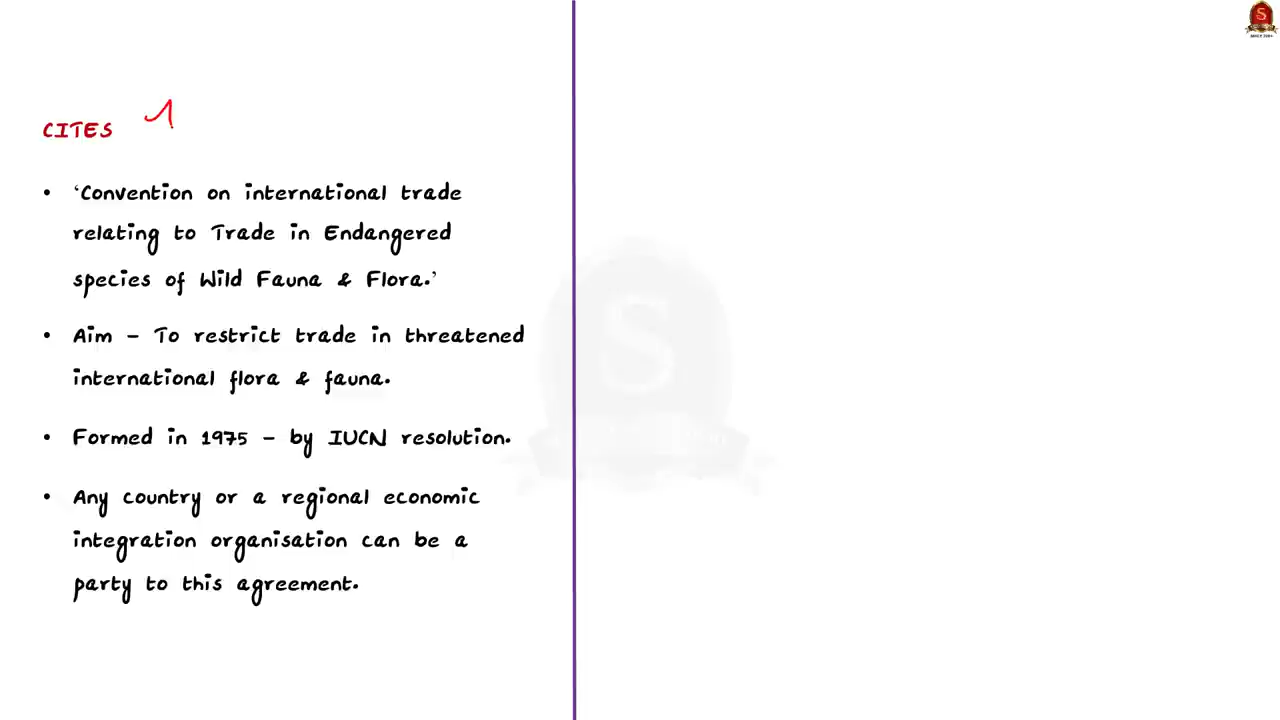 CITES
• ‘Convention on international trade
relating to Trade in Endangered
species of Wild Fauna & Flora.’
• Aim – To restrict trade in threatened
international flora & fauna.
• Formed in 1975 – by IUCN resolution.
• Any country or a regional economic
integration organisation can be a
party to this agreement.
S
S